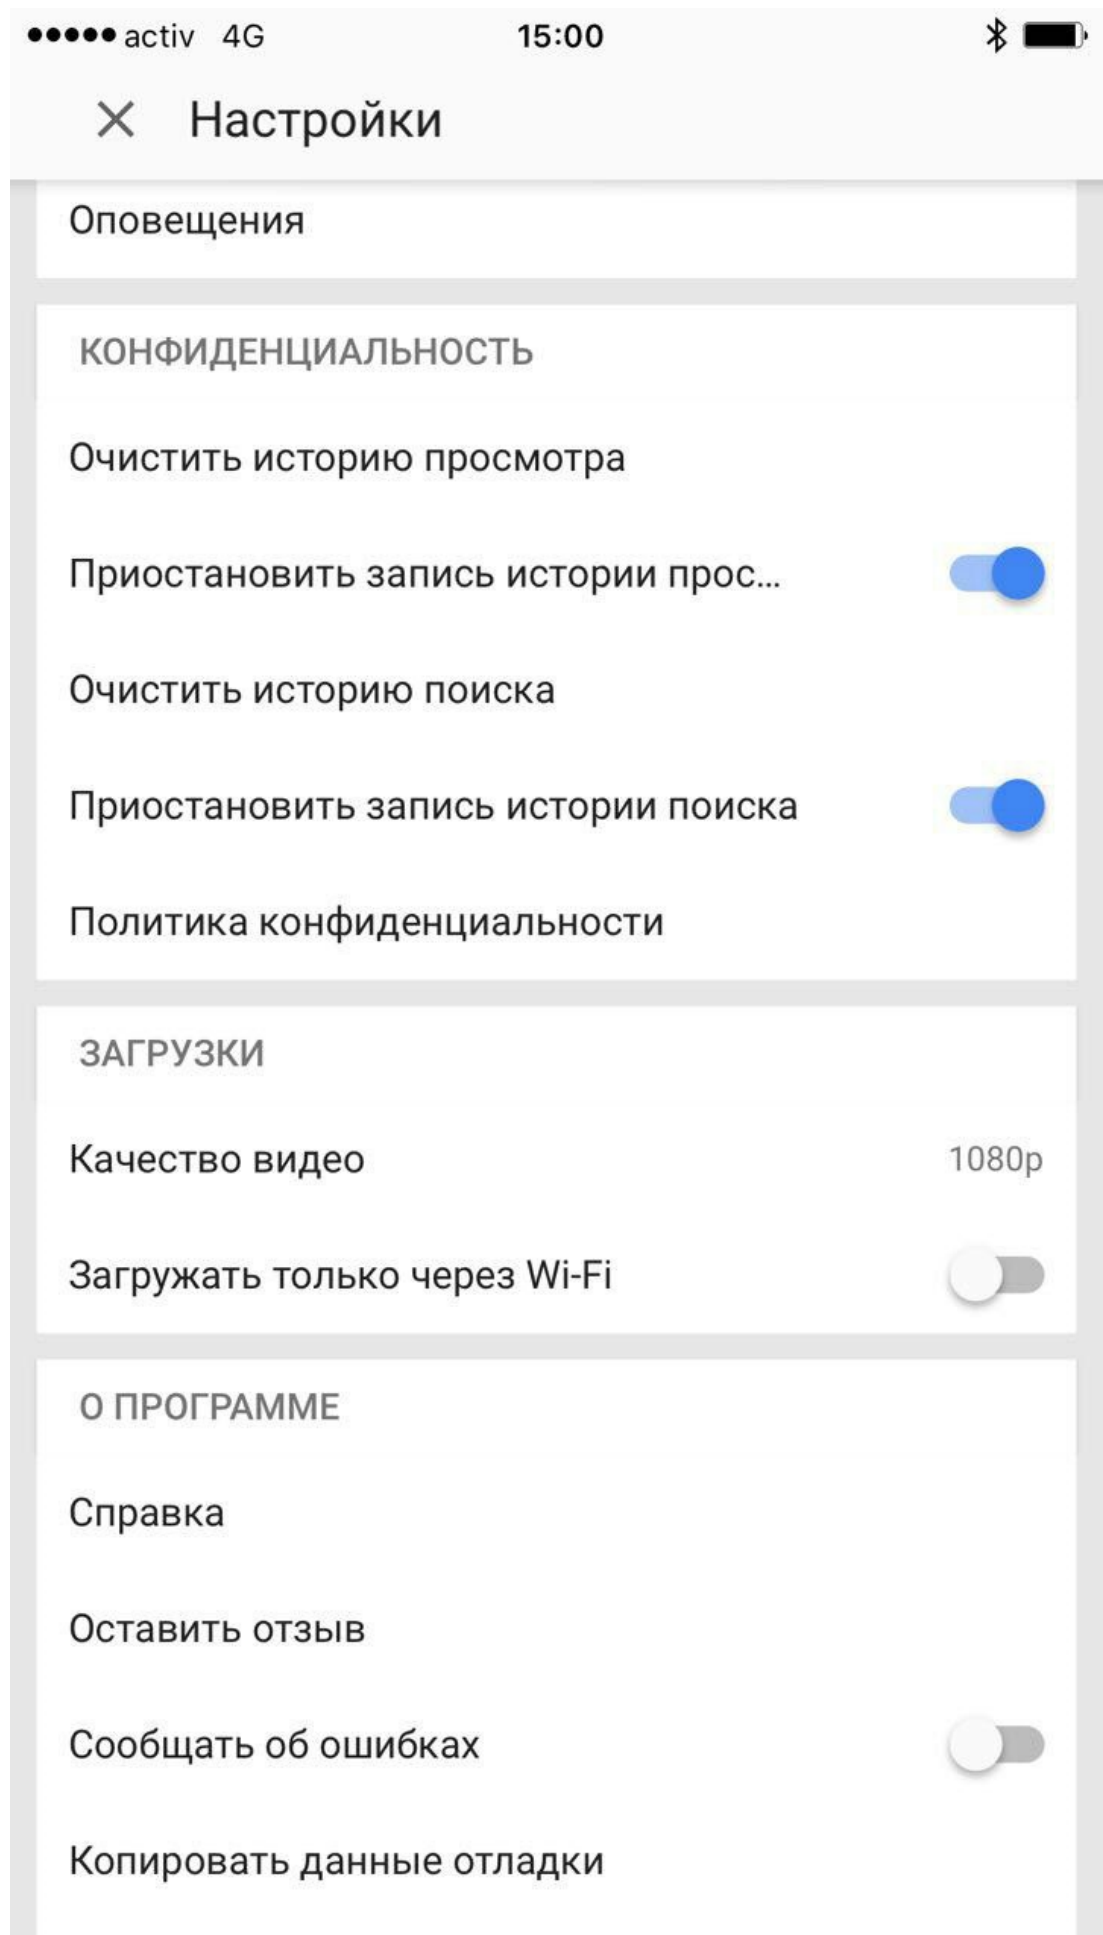 activ 4G 15:00
Настройки
Оповещения
КОНФИДЕНЦИАЛЬНОСТЬ
Очистить историю просмотра
Приостановить запись истории прос...
Очистить историю поиска
Приостановить запись истории поиска
Политика конфиденциальности
ЗАГРУЗКИ
Качество видео 1080p
Загружать только через Wi-Fi
О ПРОГРАММЕ
Справка
Оставить отзыв
Сообщать об ошибках
Копировать данные отладки